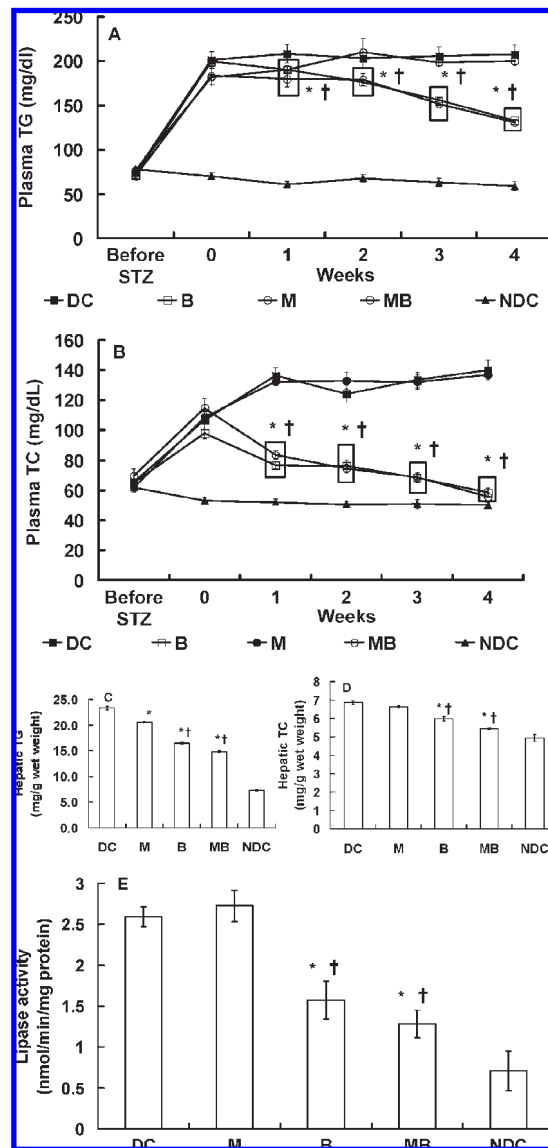 A
Plasma TG (mg/dl)
250
200
150
100
50
0
* †
* †
* †
* †
Before STZ 0 1 2 3 4
Weeks
DC B M MB NDC
B
Plasma TC (mg/dL)
160
140
120
100
80
60
40
20
0
* †
* †
* †
* †
Before STZ 0 1 2 3 4
Weeks
DC B M MB NDC
C
Hepatic TG
(mg/g wet weight)
25.0
20.0
15.0
10.0
5.0
0.0
*
*†
*†
DC M B MB NDC
D
Hepatic TC
(mg/g wet weight)
8
7
6
5
4
3
2
1
0
*†
*†
DC M B MB NDC
E
Lipase activity
(nmol/min/mg protein)
3
2.5
2
1.5
1
0.5
0
* †
* †
DC M B MB NDC